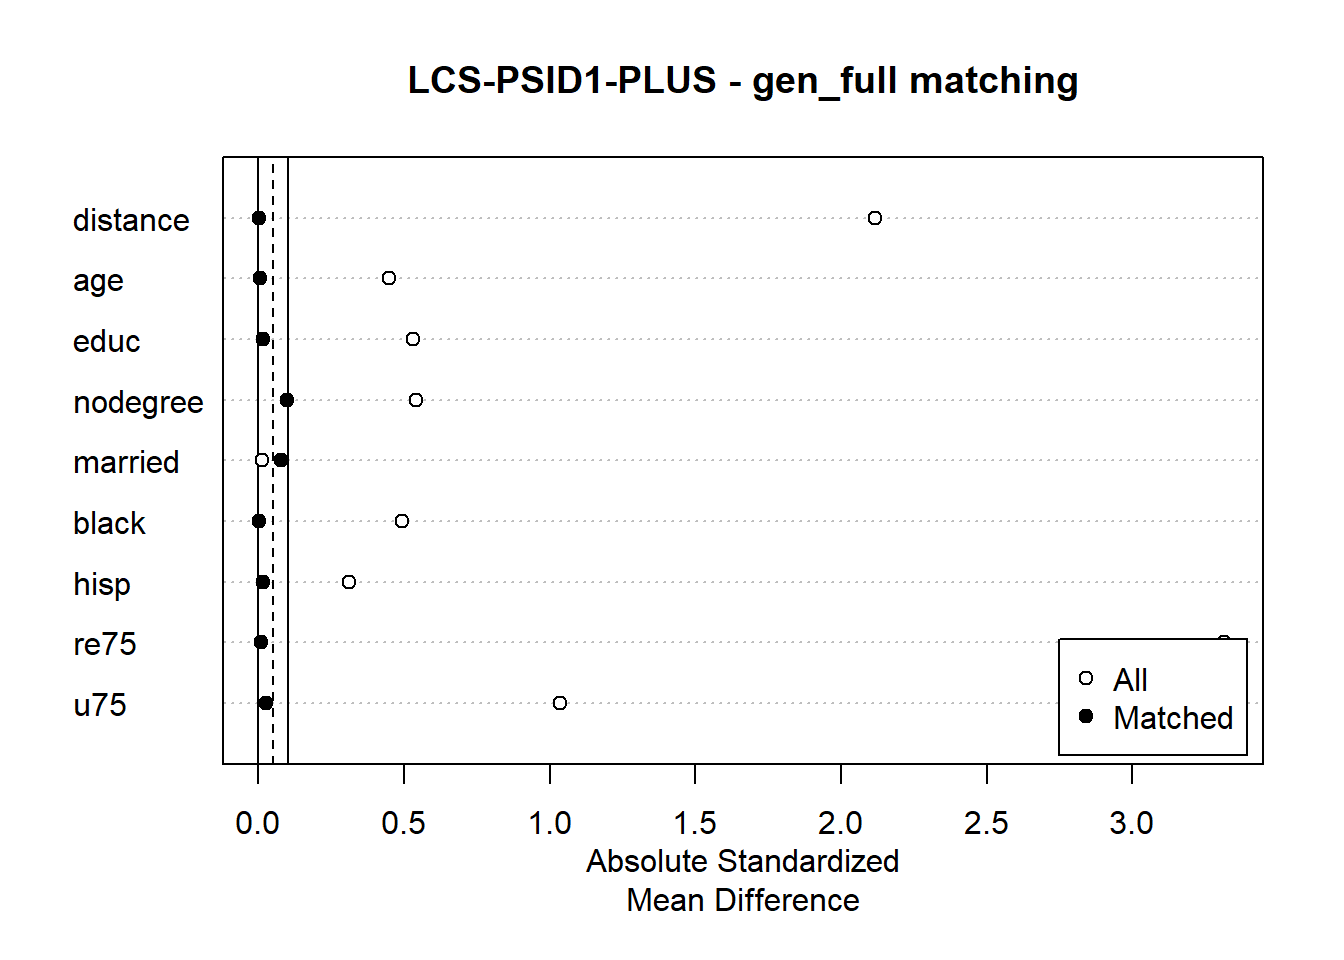 LCS-PSID1-PLUS - gen_full matching
distance
age
educ
nodegree
married
black
hisp
re75
u75
All
Matched
0.0 0.5 1.0 1.5 2.0 2.5 3.0
Absolute Standardized
Mean Difference